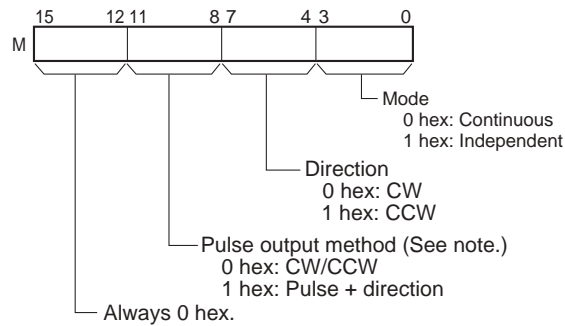 15 12 11 8 7 4 3 0
M
Mode
0 hex: Continuous
1 hex: Independent
Direction
0 hex: CW
1 hex: CCW
Pulse output method (See note.)
0 hex: CW/CCW
1 hex: Pulse + direction
Always 0 hex.